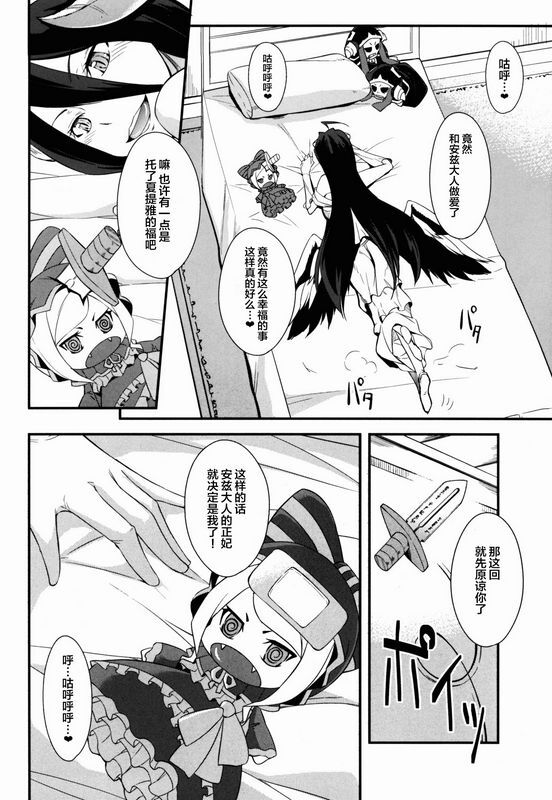 咕呼…♥
竟然
和安兹大人
做爱了
咕呼呼呼
♥
竟然有这么幸福的事
这样真的好么…♥
パタ
パタ
嘛 也许有一点是
托了夏提雅的福吧
那这回
就先原谅你了
ポイッ
这样的话
安兹大人的正妃
就决定是我了！
呼…咕呼呼呼…♥